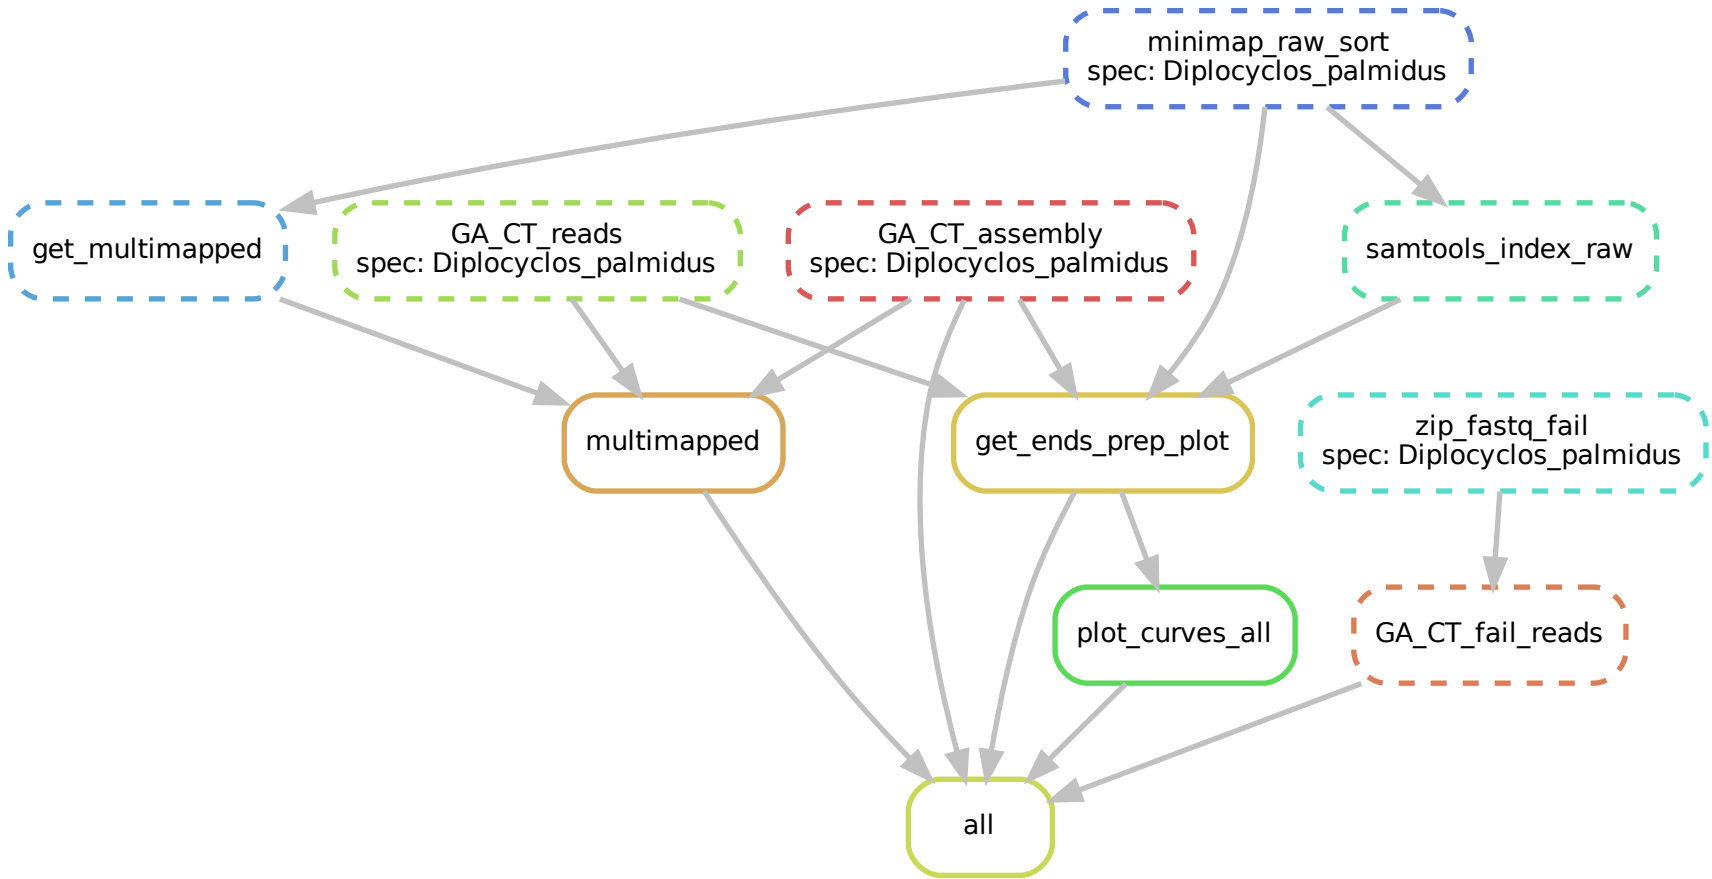 minimap_raw_sort
spec: Diplocyclos_palmidus
get_multimapped
GA_CT_reads
spec: Diplocyclos_palmidus
GA_CT_assembly
spec: Diplocyclos_palmidus
samtools_index_raw
multimapped
get_ends_prep_plot
zip_fastq_fail
spec: Diplocyclos_palmidus
plot_curves_all
GA_CT_fail_reads
all